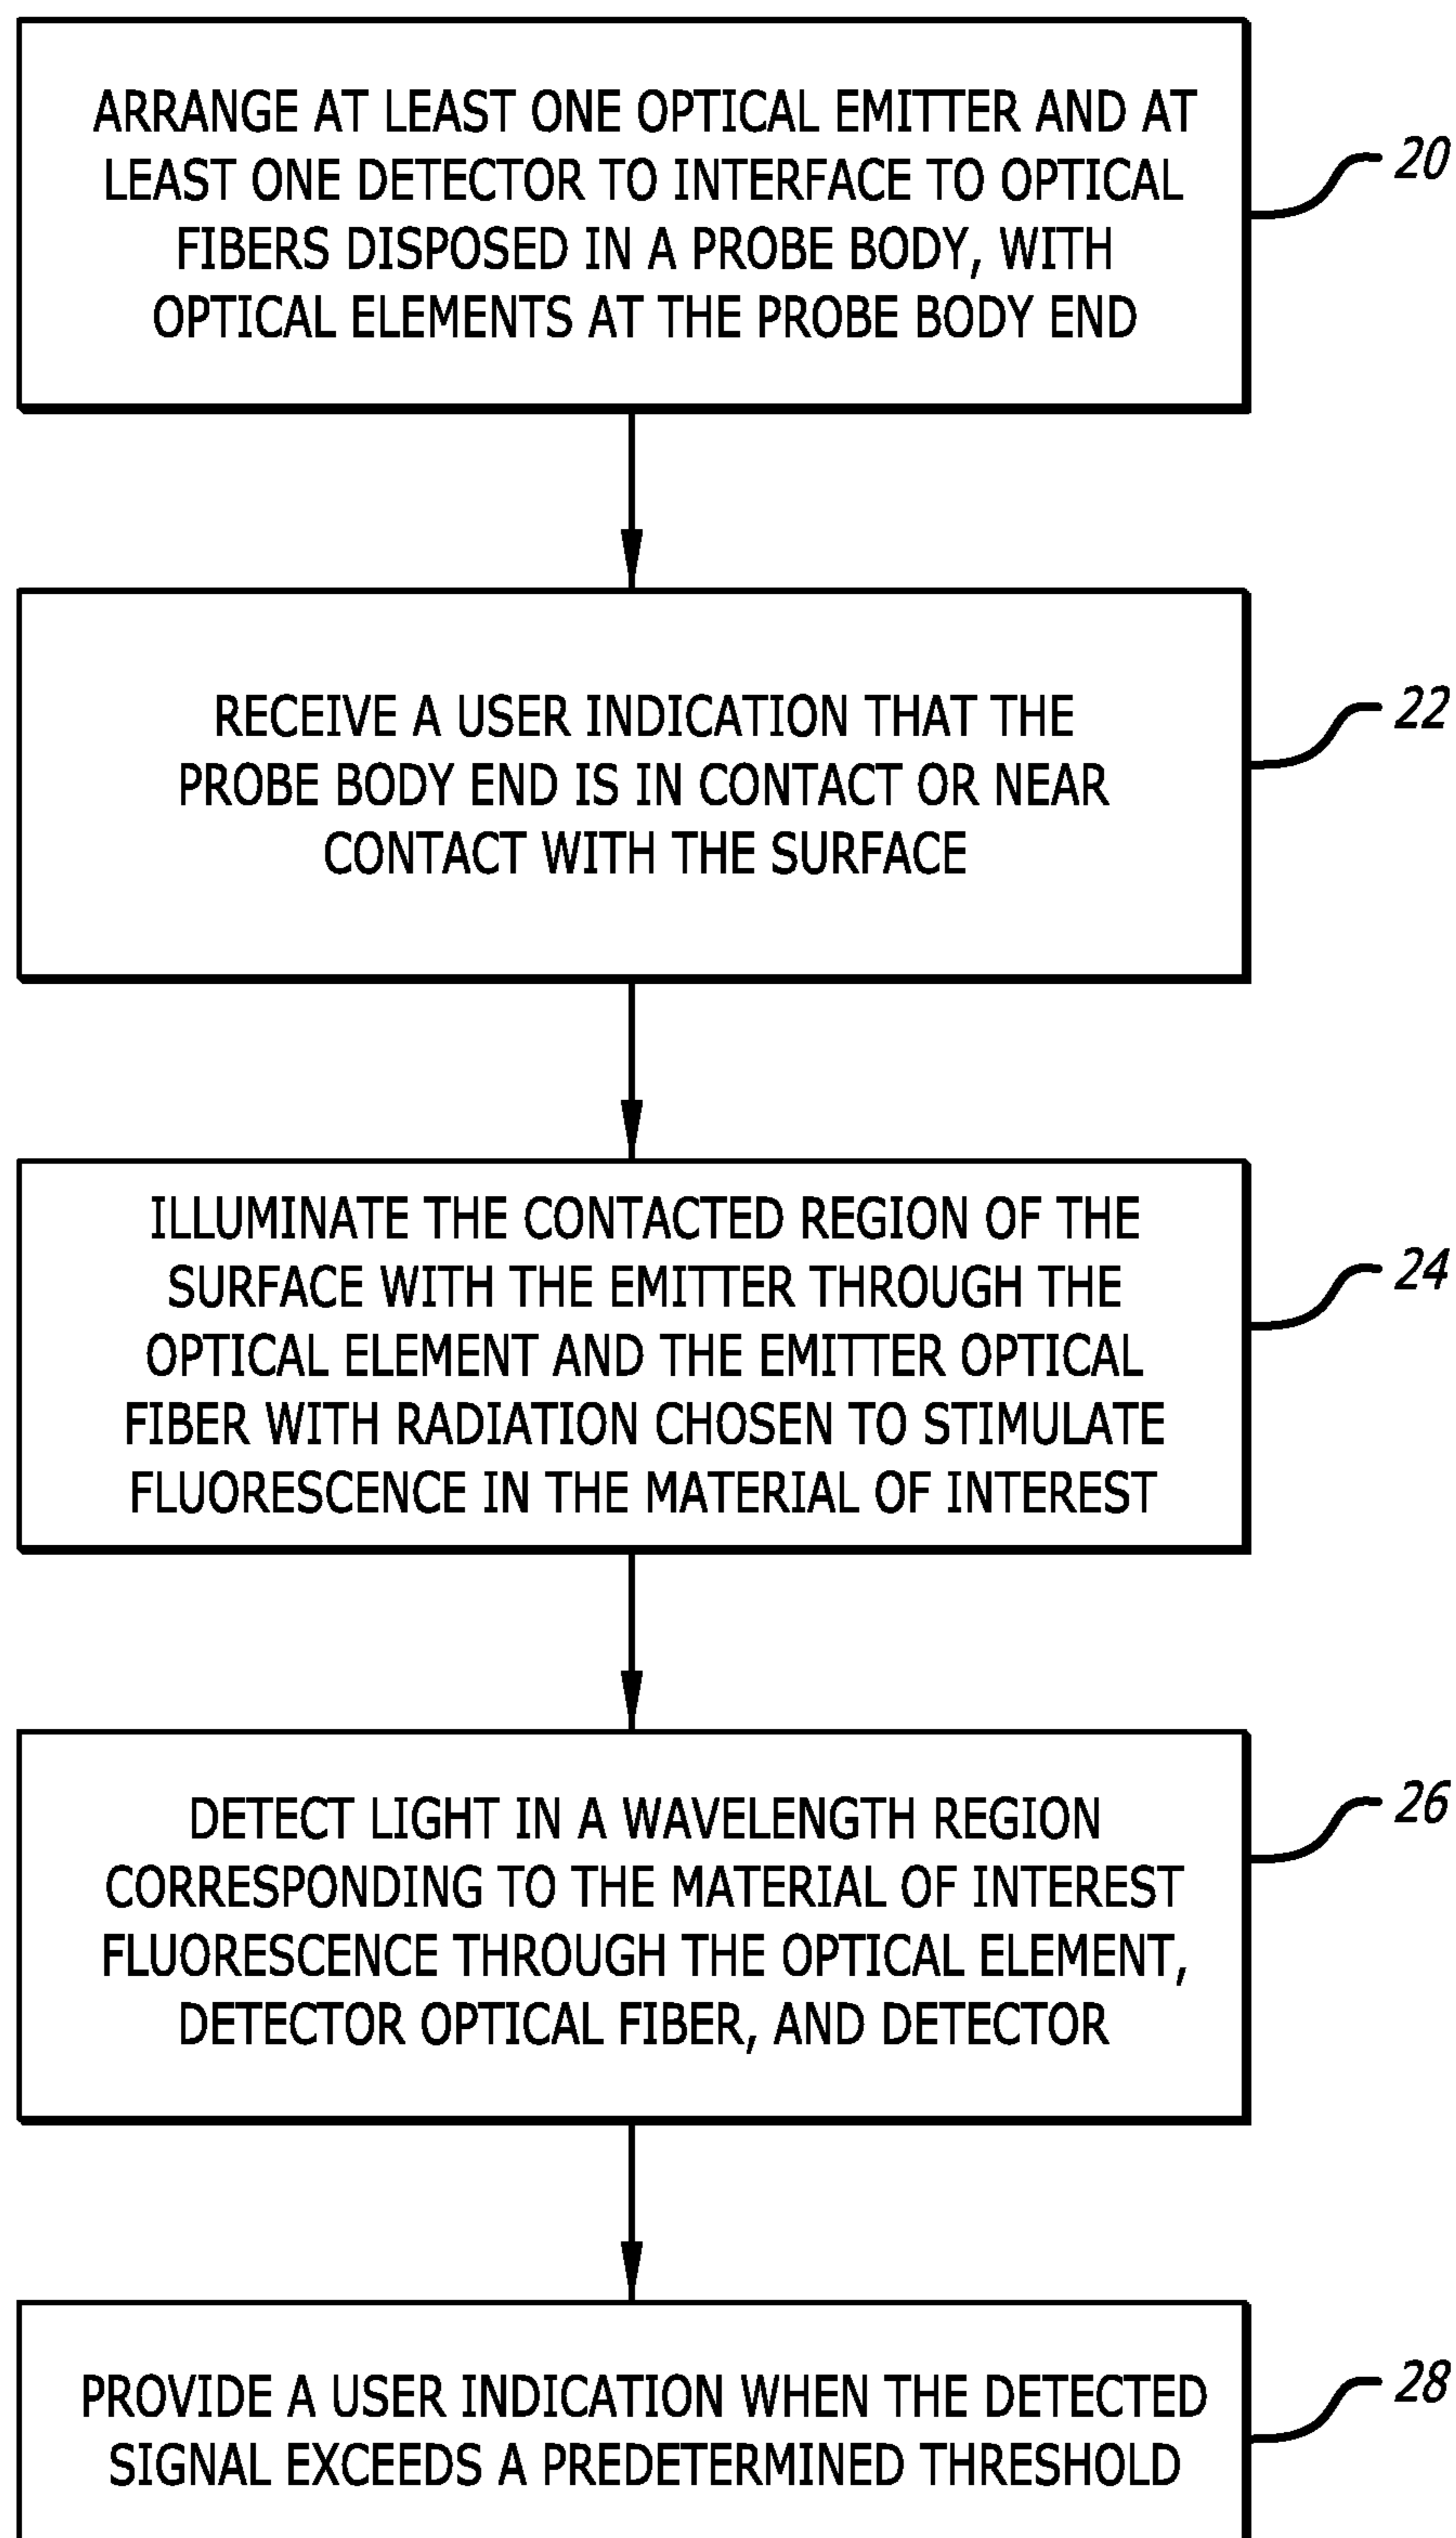 ARRANGE AT LEAST ONE OPTICAL EMITTER AND AT
LEAST ONE DETECTOR TO INTERFACE TO OPTICAL
FIBERS DISPOSED IN A PROBE BODY, WITH
OPTICAL ELEMENTS AT THE PROBE BODY END
20
RECEIVE A USER INDICATION THAT THE
PROBE BODY END IS IN CONTACT OR NEAR
CONTACT WITH THE SURFACE
22
ILLUMINATE THE CONTACTED REGION OF THE
SURFACE WITH THE EMITTER THROUGH THE
OPTICAL ELEMENT AND THE EMITTER OPTICAL
FIBER WITH RADIATION CHOSEN TO STIMULATE
FLUORESCENCE IN THE MATERIAL OF INTEREST
24
DETECT LIGHT IN A WAVELENGTH REGION
CORRESPONDING TO THE MATERIAL OF INTEREST
FLUORESCENCE THROUGH THE OPTICAL ELEMENT,
DETECTOR OPTICAL FIBER, AND DETECTOR
26
PROVIDE A USER INDICATION WHEN THE DETECTED
SIGNAL EXCEEDS A PREDETERMINED THRESHOLD
28